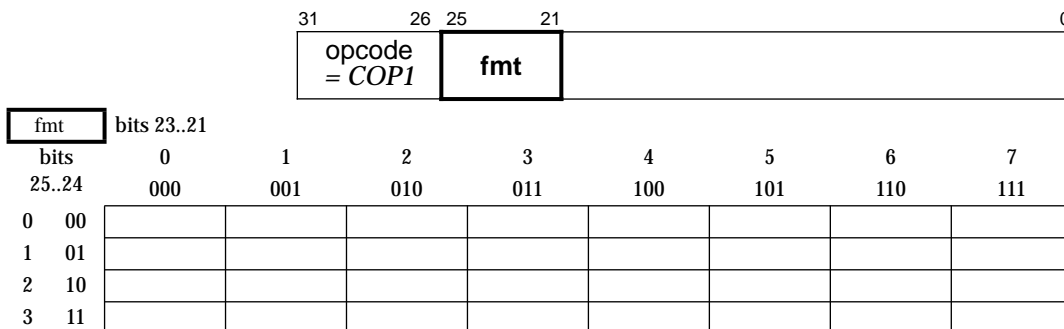 31 26 25 21 0
opcode
= COP1
fmt
fmt bits 23..21
bits 0 1 2 3 4 5 6 7
25..24 000 001 010 011 100 101 110 111
0 00
1 01
2 10
3 11